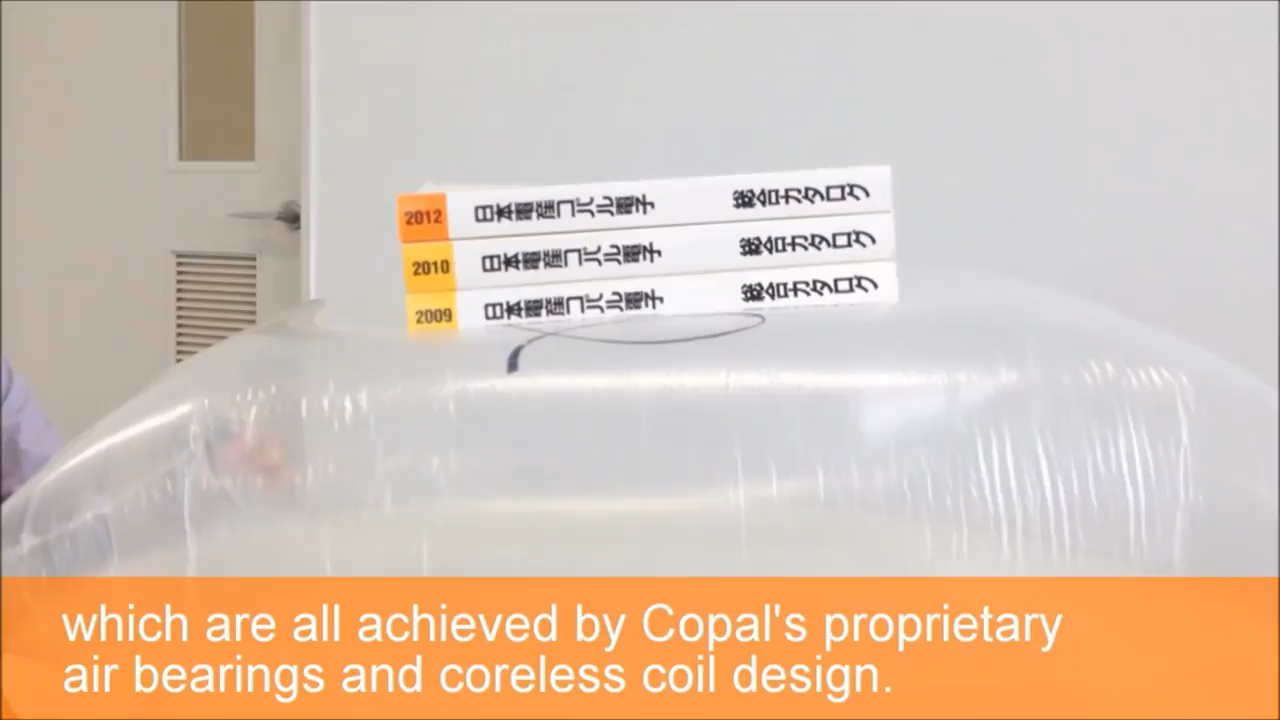 2012 日本電産コパル電子 総合カタログ
2010 日本電産コパル電子 総合カタログ
2009 日本電産コパル電子 総合カタログ
which are all achieved by Copal's proprietary
air bearings and coreless coil design.